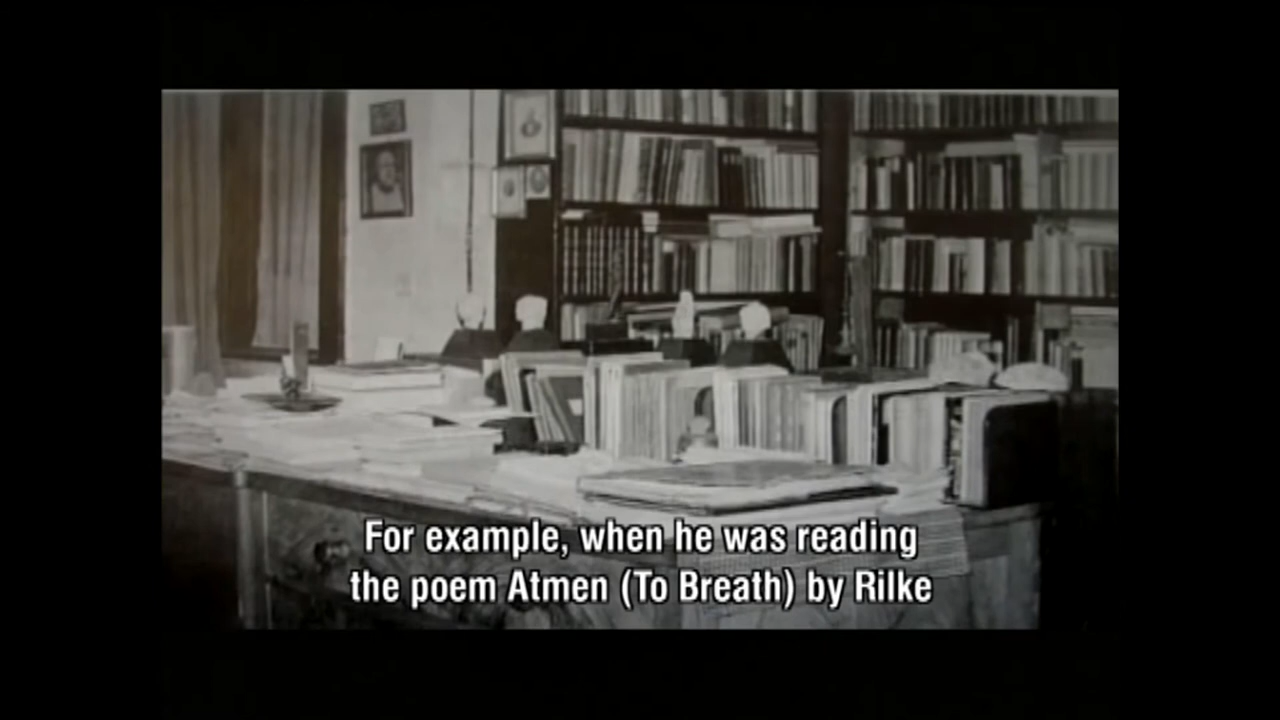 For example, when he was reading
the poem Atmen (To Breath) by Rilke